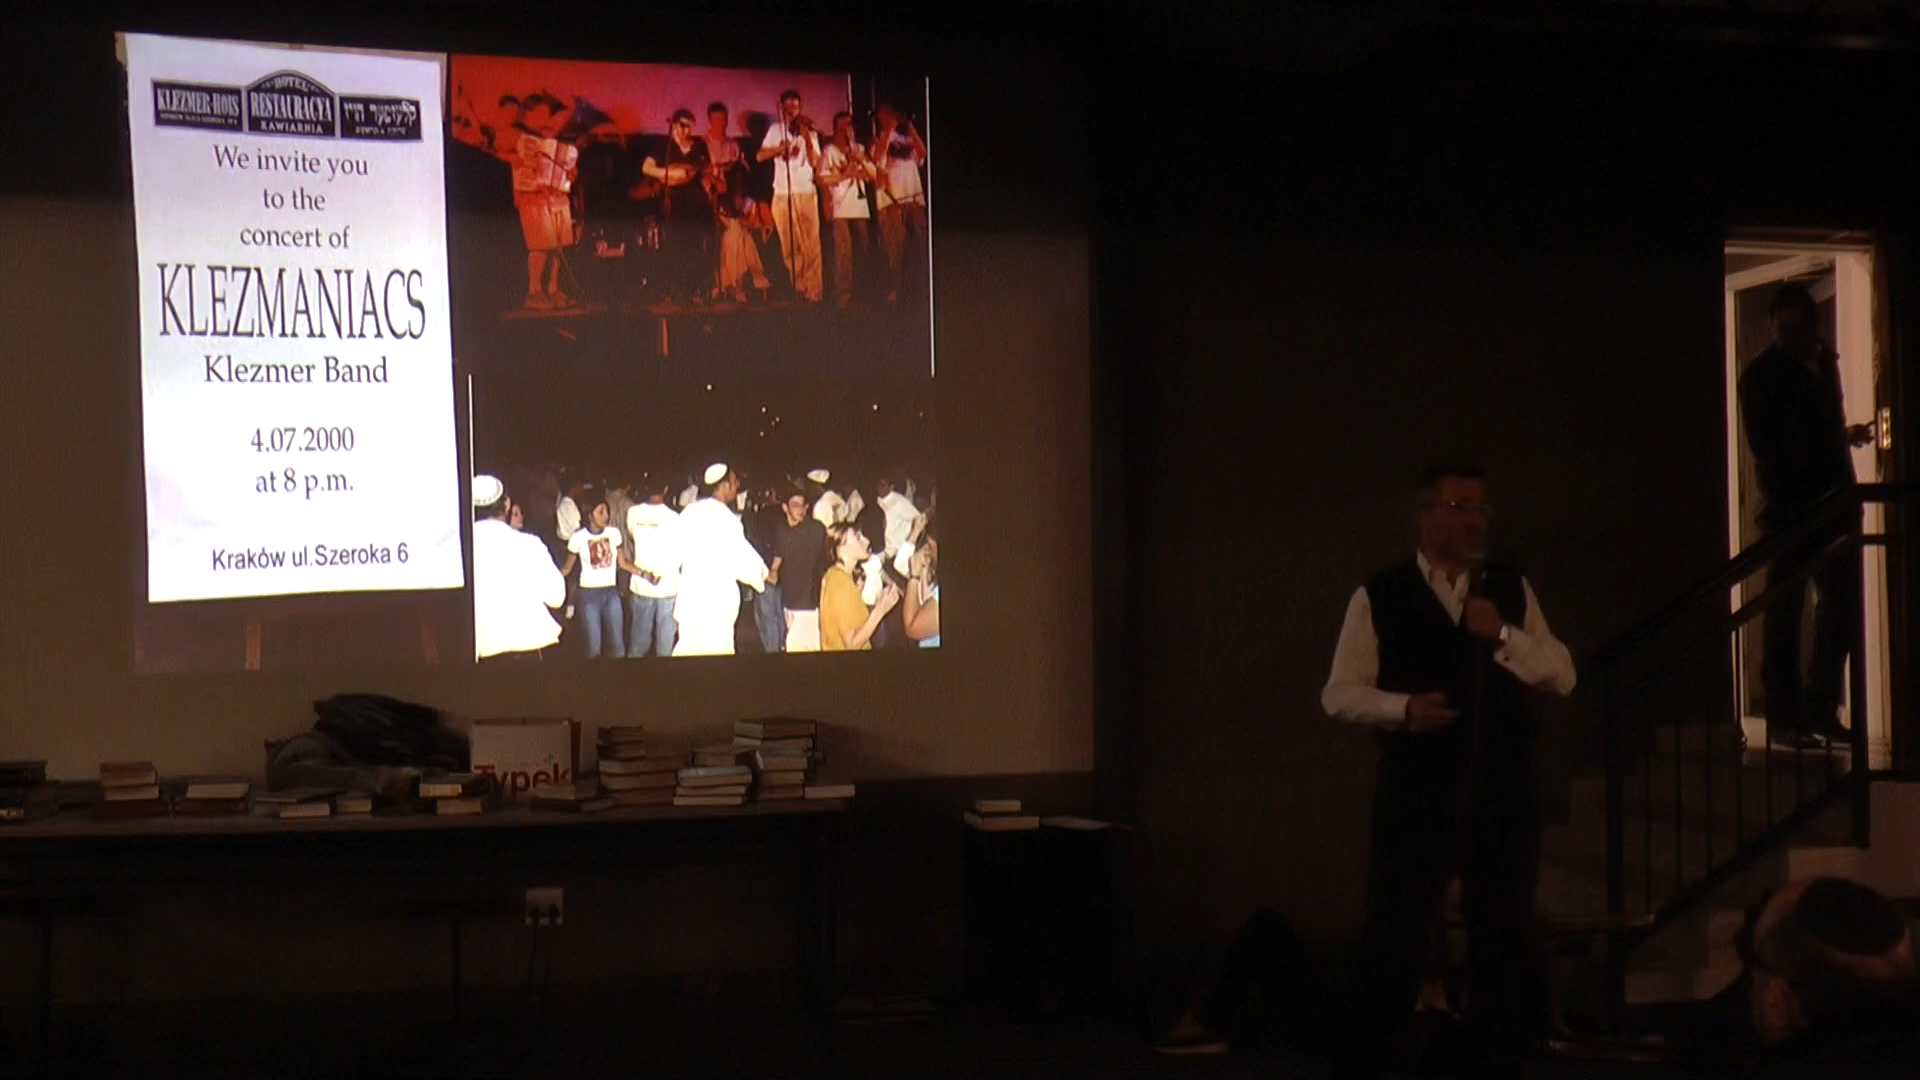 KLEZMER-HOIS
HOTEL
RESTAURACYA
KAWIARNIA
We invite you
to the
concert of
KLEZMANIACS
Klezmer Band
4.07.2000
at 8 p.m.
Kraków ul.Szeroka 6
Typek